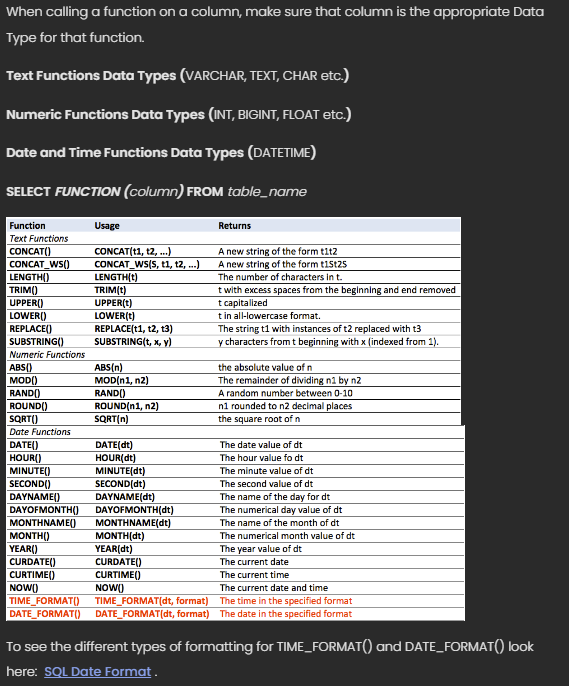 When calling a function on a column, make sure that column is the appropriate Data
Type for that function.
Text Functions Data Types (VARCHAR, TEXT, CHAR etc.)
Numeric Functions Data Types (INT, BIGINT, FLOAT etc.)
Date and Time Functions Data Types (DATETIME)
SELECT FUNCTION (column) FROM table_name
Function Usage Returns
Text Functions
CONCAT() CONCAT(t1, t2, ...) A new string of the form t1t2
CONCAT_WS() CONCAT_WS(S, t1, t2, ...) A new string of the form t1St2S
LENGTH() LENGTH(t) The number of characters in t.
TRIM() TRIM(t) t with excess spaces from the beginning and end removed
UPPER() UPPER(t) t capitalized
LOWER() LOWER(t) t in all-lowercase format.
REPLACE() REPLACE(t1, t2, t3) The string t1 with instances of t2 replaced with t3
SUBSTRING() SUBSTRING(t, x, y) y characters from t beginning with x (indexed from 1).
Numeric Functions
ABS() ABS(n) the absolute value of n
MOD() MOD(n1, n2) The remainder of dividing n1 by n2
RAND() RAND() A random number between 0-10
ROUND() ROUND(n1, n2) n1 rounded to n2 decimal places
SQRT() SQRT(n) the square root of n
Date Functions
DATE() DATE(dt) The date value of dt
HOUR() HOUR(dt) The hour value fo dt
MINUTE() MINUTE(dt) The minute value of dt
SECOND() SECOND(dt) The second value of dt
DAYNAME() DAYNAME(dt) The name of the day for dt
DAYOFMONTH() DAYOFMONTH(dt) The numerical day value of dt
MONTHNAME() MONTHNAME(dt) The name of the month of dt
MONTH() MONTH(dt) The numerical month value of dt
YEAR() YEAR(dt) The year value of dt
CURDATE() CURDATE() The current date
CURTIME() CURTIME() The current time
NOW() NOW() The current date and time
TIME_FORMAT() TIME_FORMAT(dt, format) The time in the specified format
DATE_FORMAT() DATE_FORMAT(dt, format) The date in the specified format
To see the different types of formatting for TIME_FORMAT() and DATE_FORMAT() look
here: SQL Date Format .